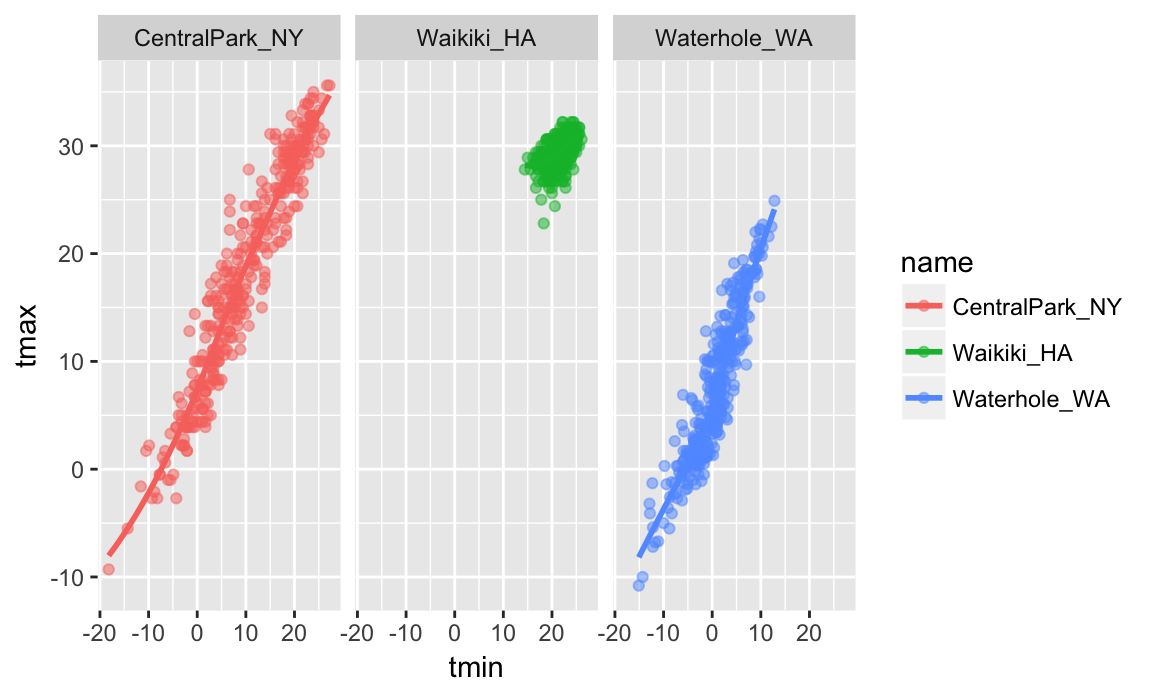 CentralPark_NY Waikiki_HA Waterhole_WA
30
20
10
0
-10
tmax
-20 -10 0 10 20 -20 -10 0 10 20 -20 -10 0 10 20
tmin
name
CentralPark_NY
Waikiki_HA
Waterhole_WA